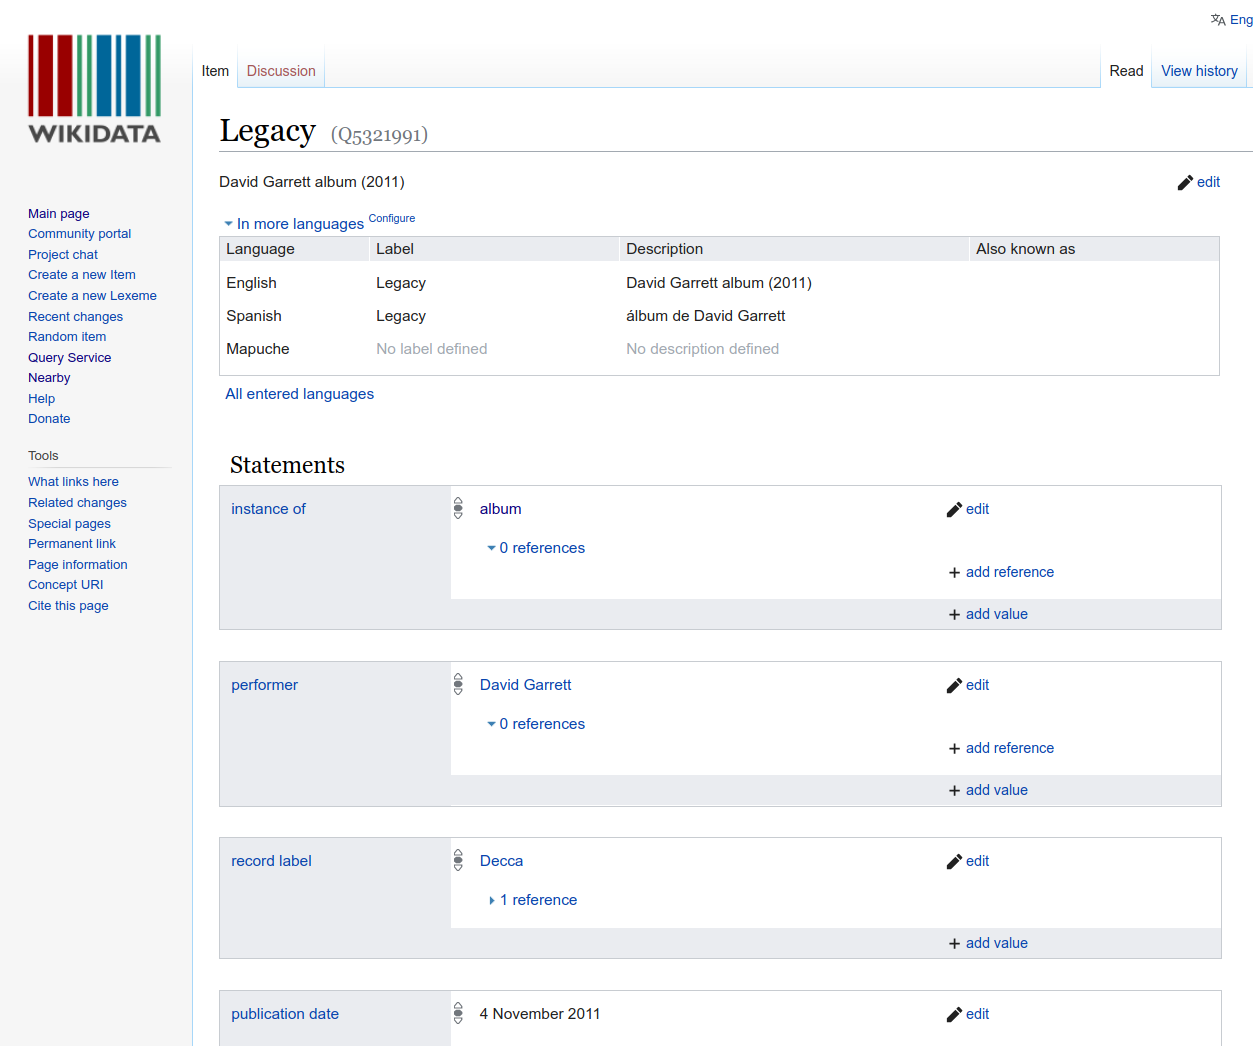 Eng
WIKIDATA
Item
Discussion
Read
View history
Legacy (Q5321991)
David Garrett album (2011)
edit
In more languages Configure
Language Label Description Also known as
English Legacy David Garrett album (2011)
Spanish Legacy álbum de David Garrett
Mapuche No label defined No description defined
All entered languages
Main page
Community portal
Project chat
Create a new Item
Create a new Lexeme
Recent changes
Random item
Query Service
Nearby
Help
Donate
Tools
What links here
Related changes
Special pages
Permanent link
Page information
Concept URI
Cite this page
Statements
instance of
album
edit
0 references
+ add reference
+ add value
performer
David Garrett
edit
0 references
+ add reference
+ add value
record label
Decca
edit
1 reference
+ add value
publication date
4 November 2011
edit